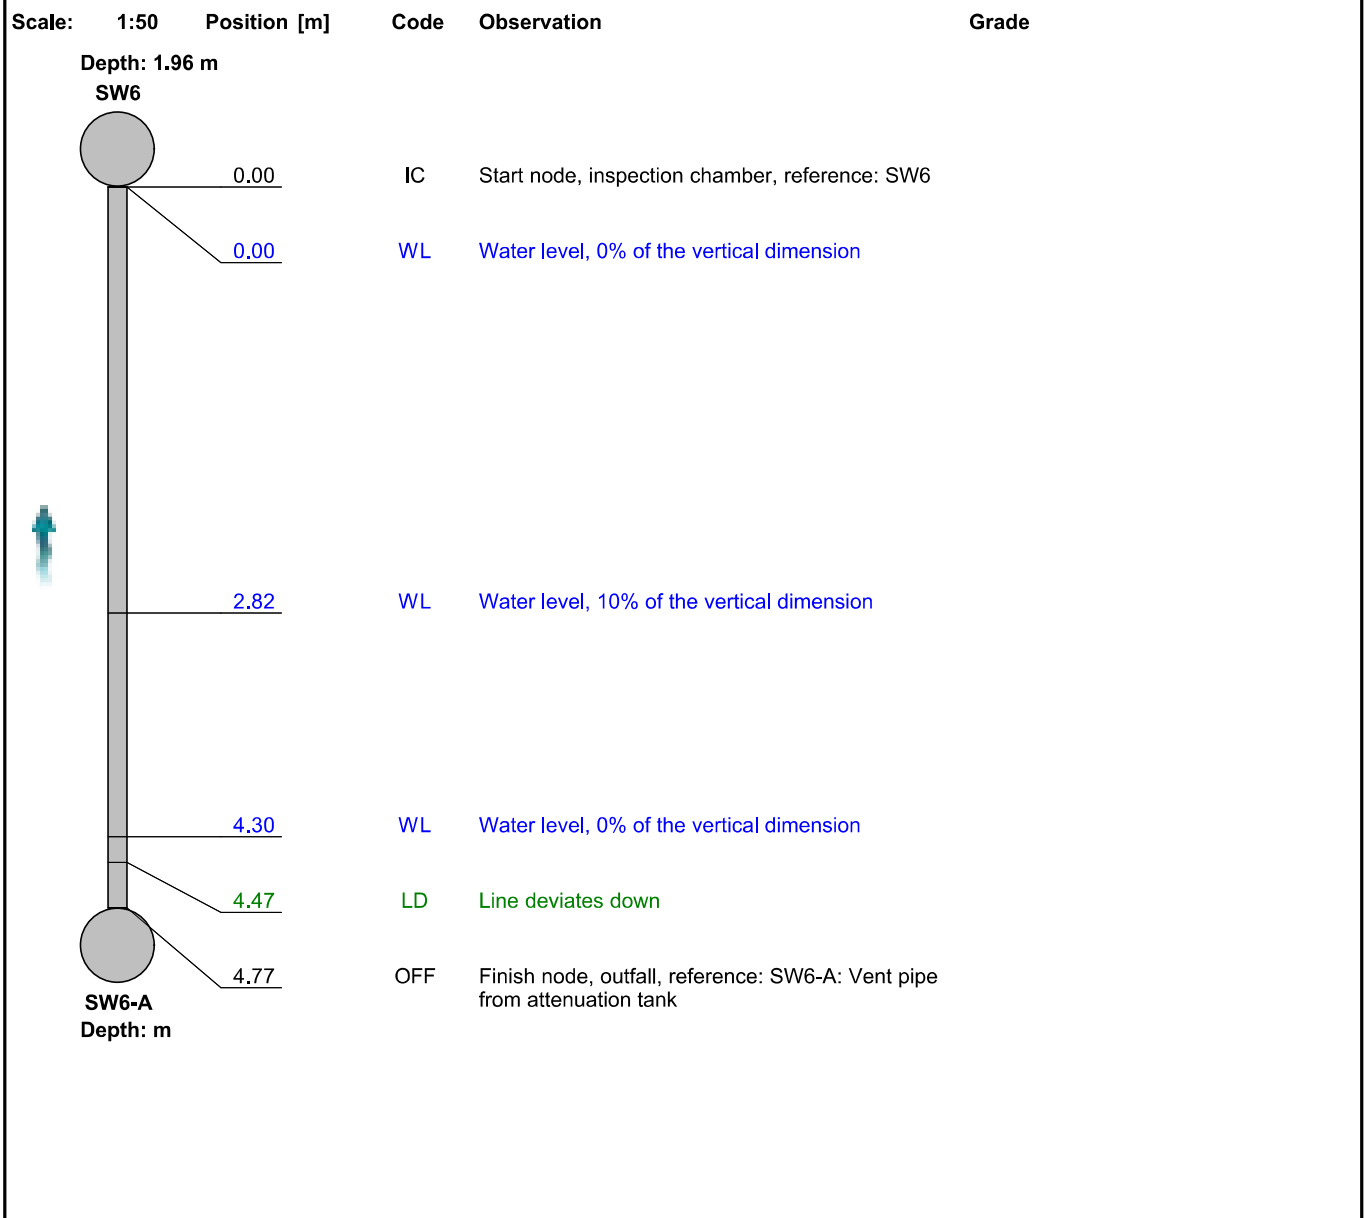 Scale: 1:50 Position [m] Code Observation Grade
Depth: 1.96 m
SW6
0.00 IC Start node, inspection chamber, reference: SW6
0.00 WL Water level, 0% of the vertical dimension
2.82 WL Water level, 10% of the vertical dimension
4.30 WL Water level, 0% of the vertical dimension
4.47 LD Line deviates down
4.77 OFF Finish node, outfall, reference: SW6-A: Vent pipe
from attenuation tank
SW6-A
Depth: m